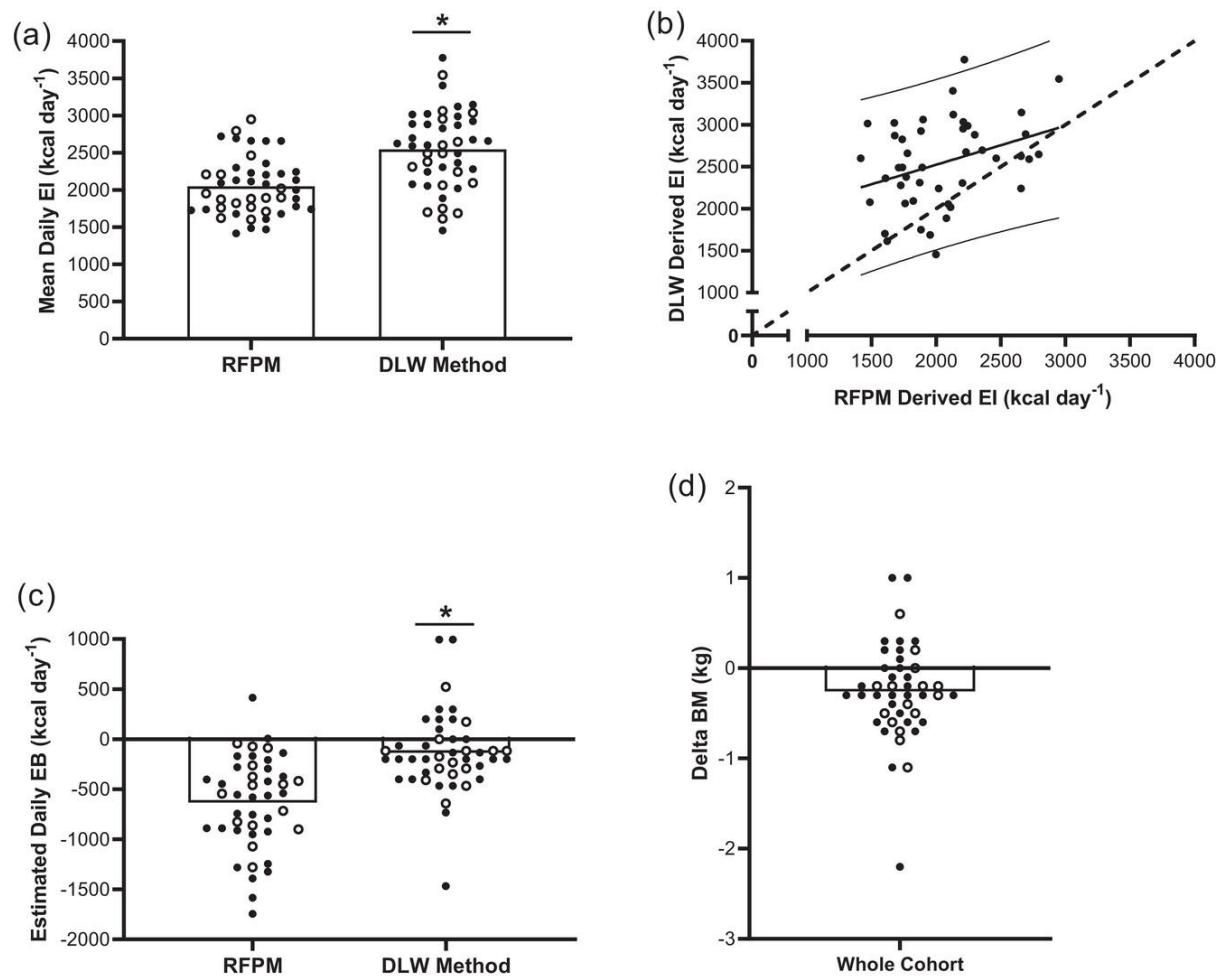 (a)
*
Mean Daily EI (kcal day-1)
4000
3500
3000
2500
2000
1500
1000
500
0
RFPM DLW Method
(b)
DLW Derived EI (kcal day-1)
4000
3500
3000
2500
2000
1500
1000
0
0 1000 1500 2000 2500 3000 3500 4000
RFPM Derived EI (kcal day-1)
(c)
*
Estimated Daily EB (kcal day-1)
1000
500
0
-500
-1000
-1500
-2000
RFPM DLW Method
(d)
Delta BM (kg)
2
1
0
-1
-2
-3
Whole Cohort